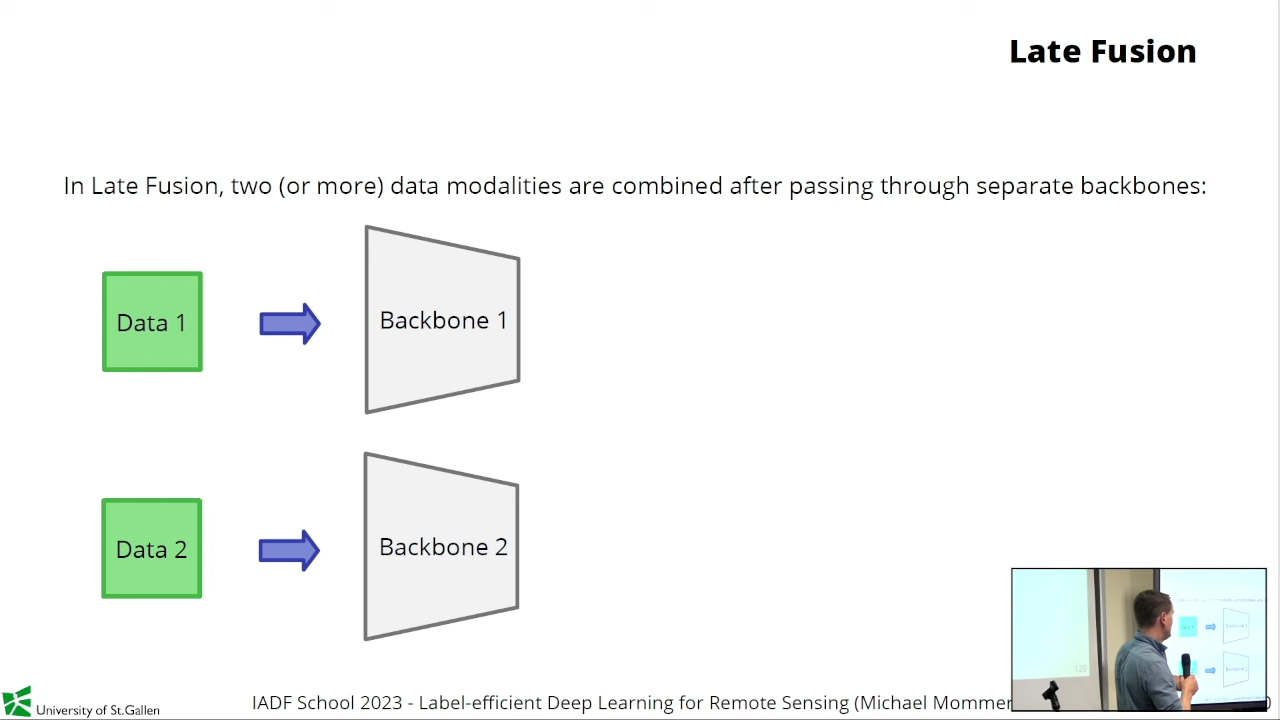 Late Fusion
In Late Fusion, two (or more) data modalities are combined after passing through separate backbones:
Data 1
Backbone 1
Data 2
Backbone 2
University of St.Gallen
IADF School 2023 - Label-efficient Deep Learning for Remote Sensing (Michael Mommer
120